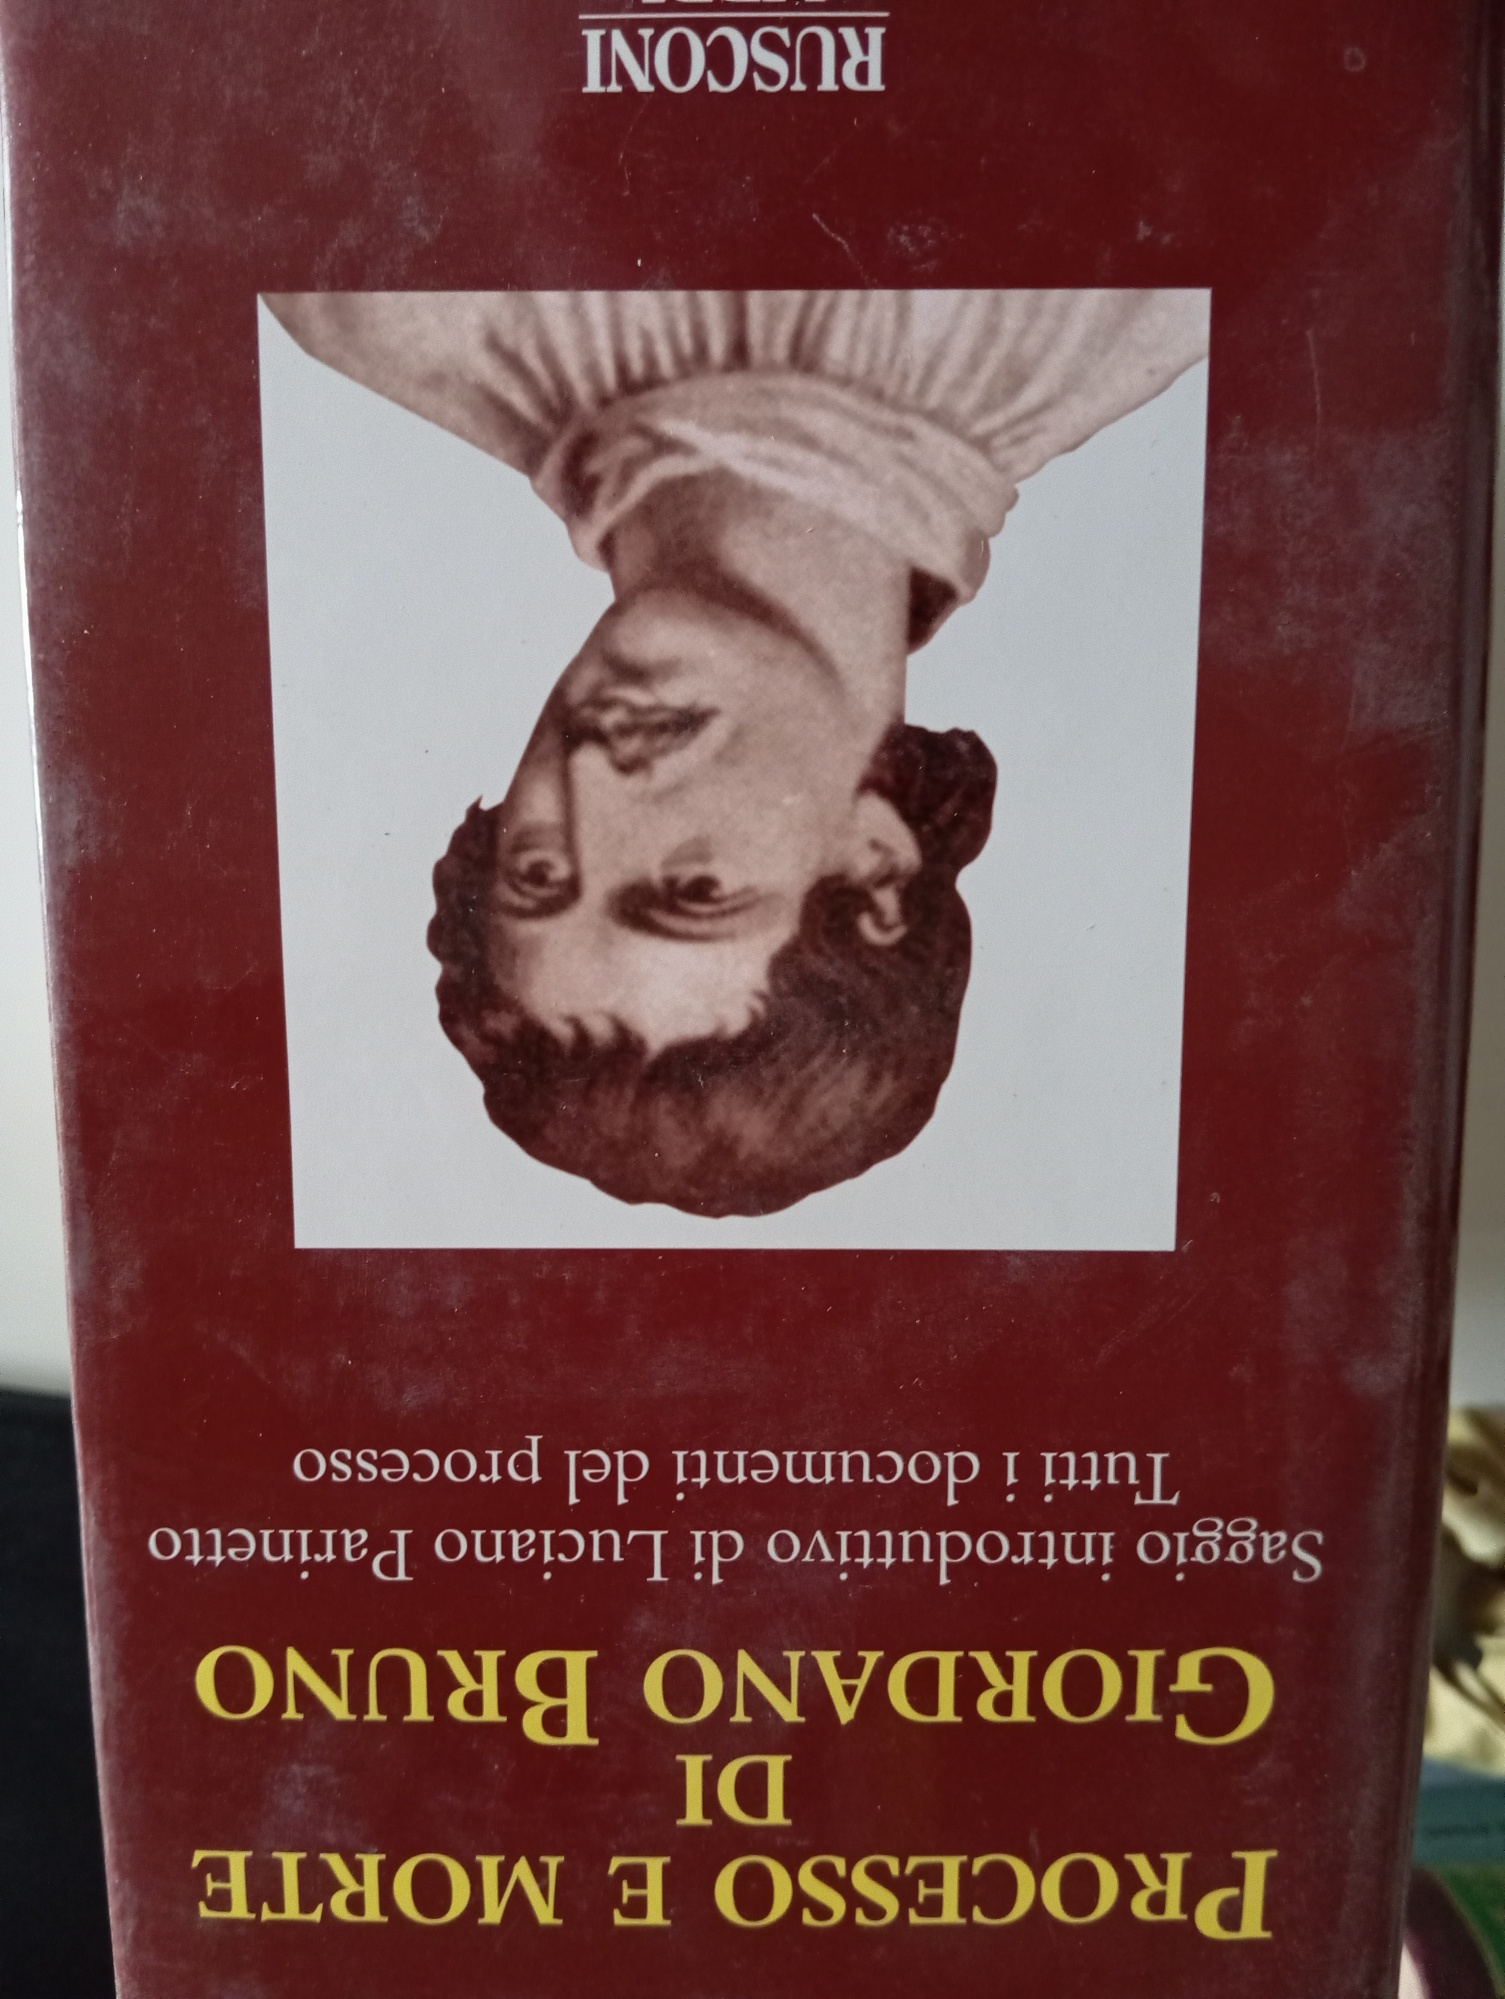 PROCESSO E MORTE
DI
GIORDANO BRUNO
Saggio introduttivo di Luciano Parinetto
Tutti i documenti del processo
RUSCONI